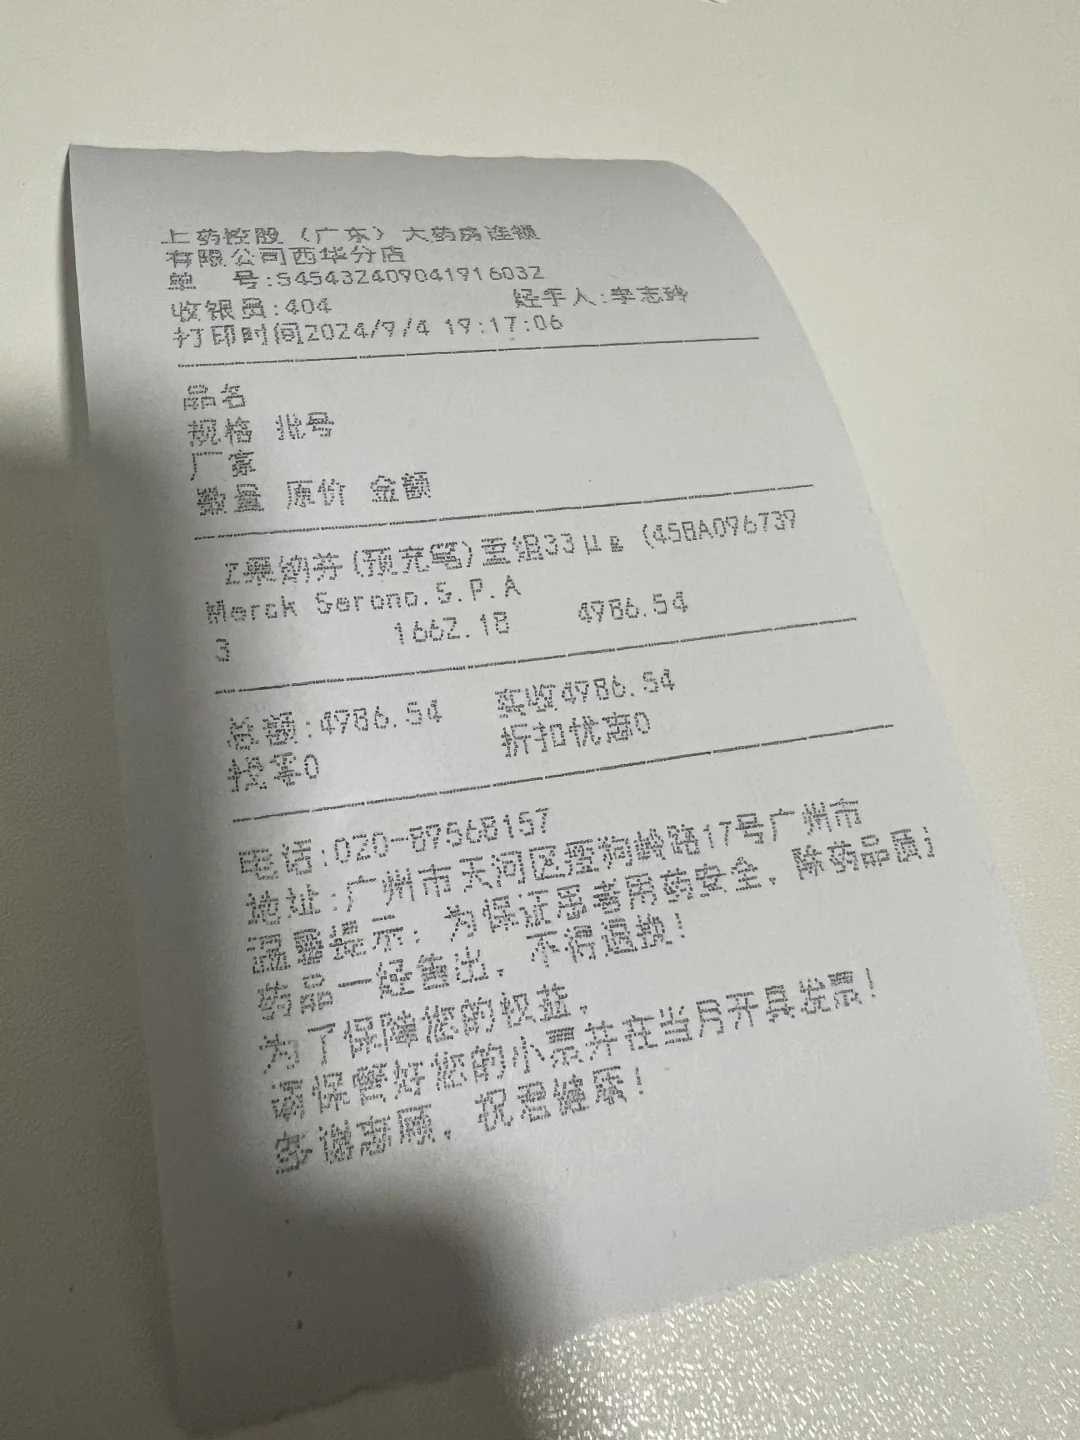 上药控股（广东）大药房连锁
有限公司西华分店
单 号:S45432409041916032
收银员:404 经手人:李志玲
打印时间2024/9/4 19:17:06
品名
规格 批号
厂家
数量 原价 金额
Z果纳芬(预充笔)重组33μg (45BA096739
Merck Serono.S.P.A
3 1662.18 4986.54
总额:4986.54 实收4986.54
找零0 折扣优惠0
电话:020-87568157
地址:广州市天河区瘦狗岭路17号广州市
温馨提示：为保证患者用药安全，除药品质i
药品一经售出，不得退换！
为了保障您的权益，
请保管好您的小票并在当月开具发票！
多谢惠顾，祝君健康！